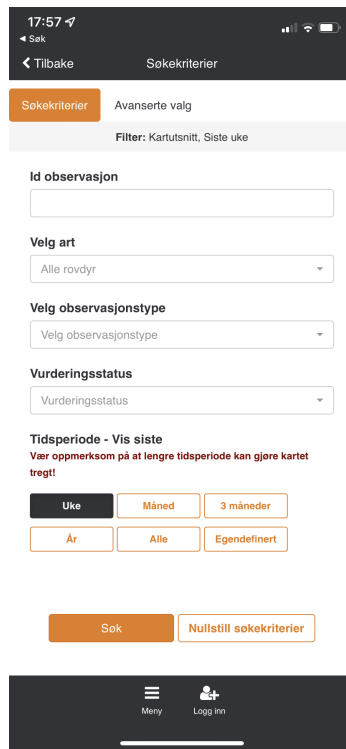 17:57
Søk
Tilbake Søkekriterier
Søkekriterier Avanserte valg
Filter: Kartutsnitt, Siste uke
Id observasjon
Velg art
Alle rovdyr
Velg observasjonstype
Velg observasjonstype
Vurderingsstatus
Vurderingsstatus
Tidsperiode - Vis siste
Vær oppmerksom på at lengre tidsperiode kan gjøre kartet
tregt!
Uke Måned 3 måneder
År Alle Egendefinert
Søk Nullstill søkekriterier
Meny Logg inn